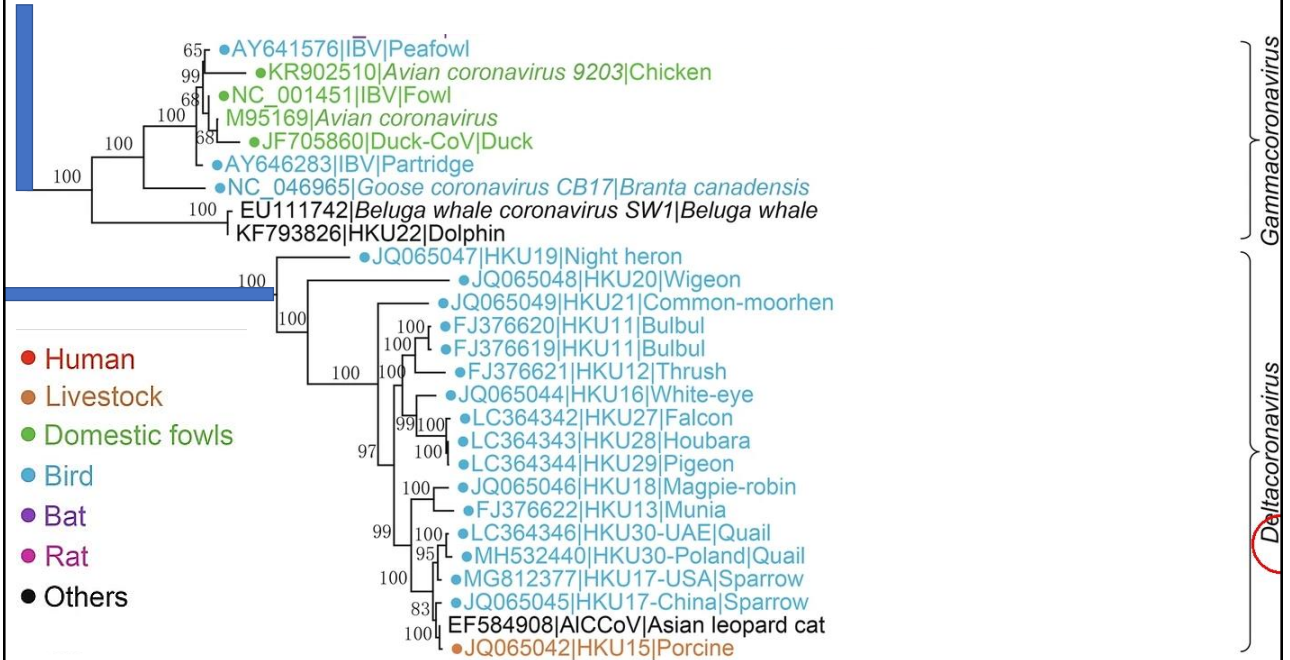 65
AY641576|IBV|Peafowl
99
KR902510|Avian coronavirus 9203|Chicken
68
NC_001451|IBV|Fowl
100
M95169|Avian coronavirus
68
JF705860|Duck-CoV|Duck
100
AY646283|IBV|Partridge
100
NC_046965|Goose coronavirus CB17|Branta canadensis
100
EU111742|Beluga whale coronavirus SW1|Beluga whale
KF793826|HKU22|Dolphin
Gammacoronavirus
JQ065047|HKU19|Night heron
100
JQ065048|HKU20|Wigeon
JQ065049|HKU21|Common-moorhen
100
100
FJ376620|HKU11|Bulbul
100
FJ376619|HKU11|Bulbul
100
100
FJ376621|HKU12|Thrush
JQ065044|HKU16|White-eye
99
100
LC364342|HKU27|Falcon
LC364343|HKU28|Houbara
97
100
LC364344|HKU29|Pigeon
100
JQ065046|HKU18|Magpie-robin
FJ376622|HKU13|Munia
99
100
LC364346|HKU30-UAE|Quail
95
MH532440|HKU30-Poland|Quail
100
MG812377|HKU17-USA|Sparrow
83
JQ065045|HKU17-China|Sparrow
EF584908|AlCCoV|Asian leopard cat
100
JQ065042|HKU15|Porcine
Deltacoronavirus
Human
Livestock
Domestic fowls
Bird
Bat
Rat
Others